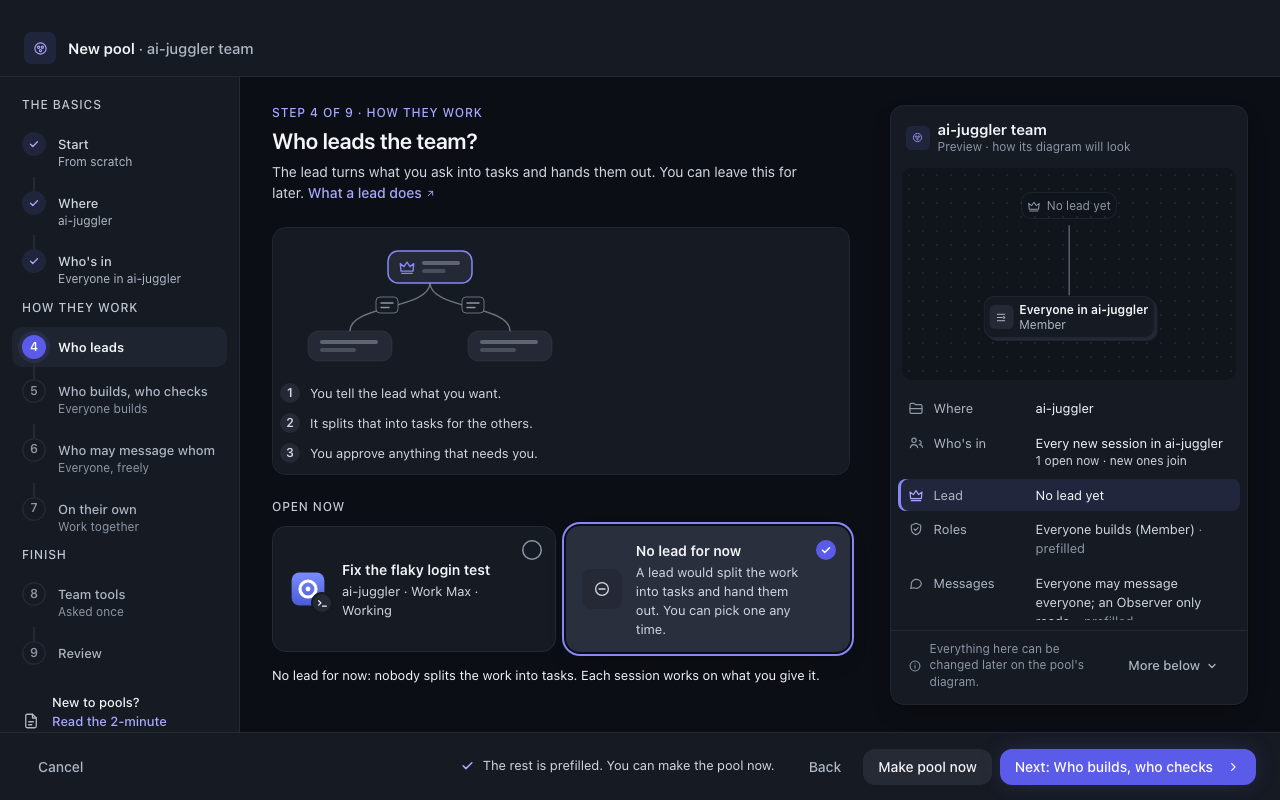 New pool · ai-juggler team
THE BASICS
Start
From scratch
Where
ai-juggler
Who's in
Everyone in ai-juggler
HOW THEY WORK
4
Who leads
5
Who builds, who checks
Everyone builds
6
Who may message whom
Everyone, freely
7
On their own
Work together
FINISH
8
Team tools
Asked once
9
Review
New to pools?
Read the 2-minute
STEP 4 OF 9 · HOW THEY WORK
Who leads the team?
The lead turns what you ask into tasks and hands them out. You can leave this for
later. What a lead does ↗
1 You tell the lead what you want.
2 It splits that into tasks for the others.
3 You approve anything that needs you.
OPEN NOW
Fix the flaky login test
ai-juggler · Work Max ·
Working
No lead for now
A lead would split the work
into tasks and hand them
out. You can pick one any
time.
No lead for now: nobody splits the work into tasks. Each session works on what you give it.
ai-juggler team
Preview · how its diagram will look
No lead yet
Everyone in ai-juggler
Member
Where ai-juggler
Who's in Every new session in ai-juggler
1 open now · new ones join
Lead No lead yet
Roles Everyone builds (Member) ·
prefilled
Messages Everyone may message
everyone; an Observer only
reads · prefilled
Everything here can be
changed later on the pool's
diagram.
More below
Cancel
The rest is prefilled. You can make the pool now.
Back
Make pool now
Next: Who builds, who checks